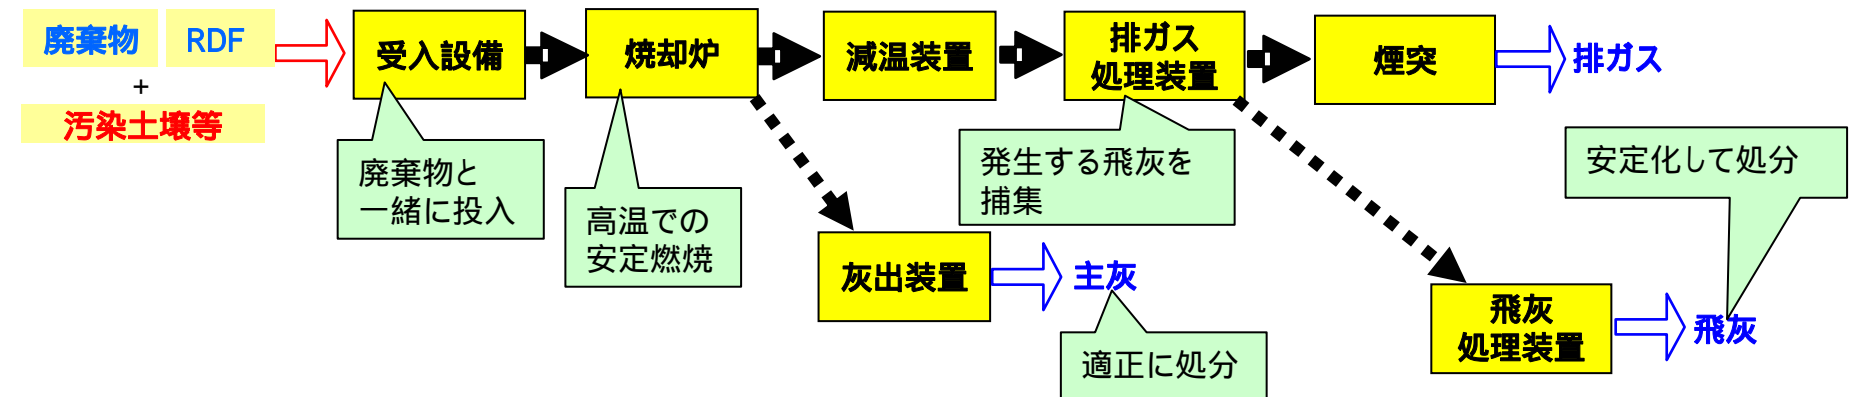 廃棄物 RDF
+
汚染土壌等
受入設備
焼却炉
減温装置
排ガス
処理装置
煙突
排ガス
廃棄物と
一緒に投入
高温での
安定燃焼
発生する飛灰を
捕集
安定化して処分
灰出装置
主灰
適正に処分
飛灰
処理装置
飛灰